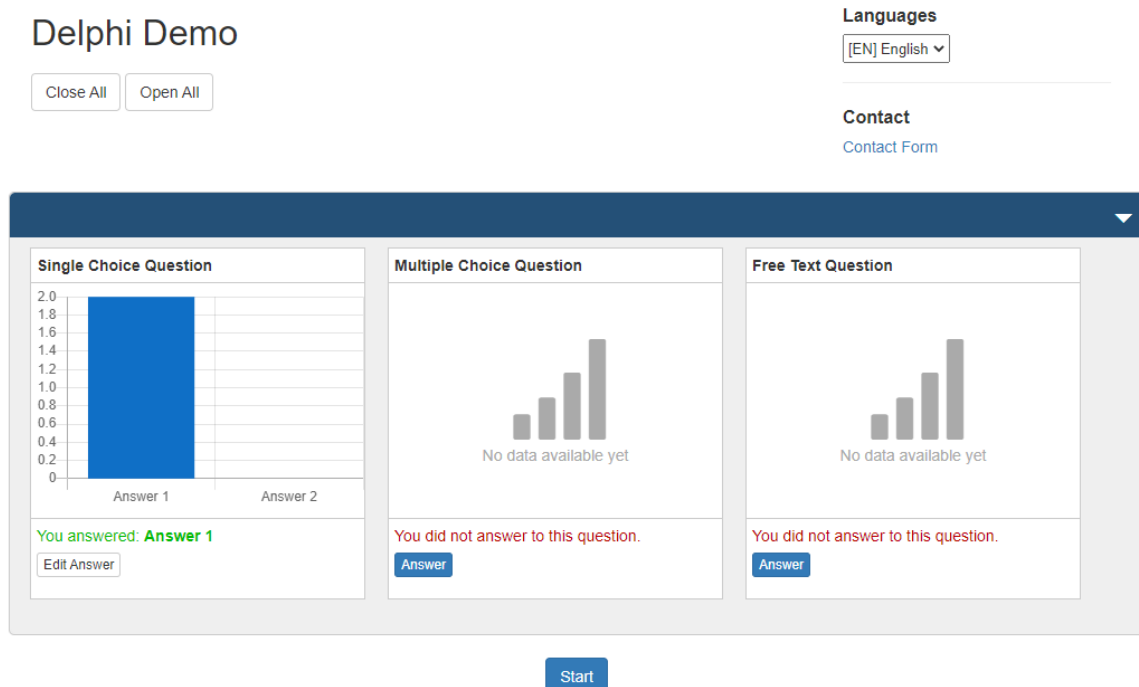 Delphi Demo
Close All
Open All
Languages
[EN] English
Contact
Contact Form
Single Choice Question
2.0
1.8
1.6
1.4
1.2
1.0
0.8
0.6
0.4
0.2
0
Answer 1
Answer 2
You answered: Answer 1
Edit Answer
Multiple Choice Question
No data available yet
You did not answer to this question.
Answer
Free Text Question
No data available yet
You did not answer to this question.
Answer
Start